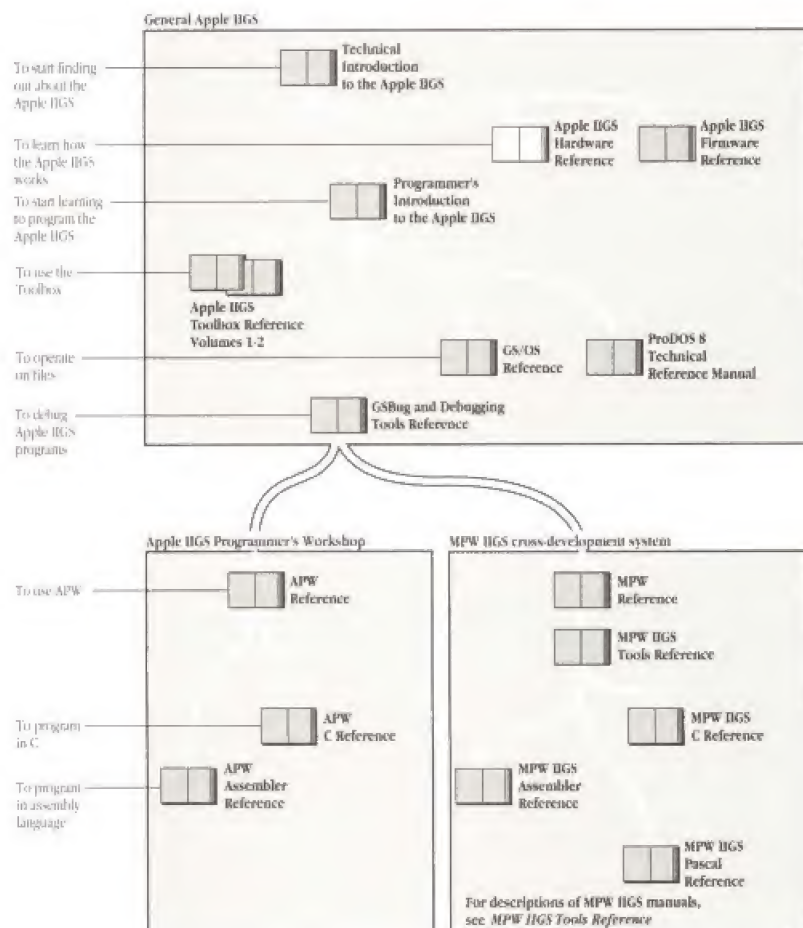 General Apple IIGS
To start finding
out about the
Apple IIGS
Technical
Introduction
to the Apple IIGS
To learn how
the Apple IIGS
works
Apple IIGS
Hardware
Reference
Apple IIGS
Firmware
Reference
To start learning
to program the
Apple IIGS
Programmer's
Introduction
to the Apple IIGS
To use the
Toolbox
Apple IIGS
Toolbox Reference
Volumes 1-2
To operate
on files
GS/OS
Reference
ProDOS 8
Technical
Reference Manual
To debug
Apple IIGS
programs
GSBug and Debugging
Tools Reference
Apple IIGS Programmer's Workshop
MPW IIGS cross-development system
To use APW
APW
Reference
MPW
Reference
MPW IIGS
Tools Reference
To program
in C
APW
C Reference
MPW IIGS
C Reference
To program
in assembly
language
APW
Assembler
Reference
MPW IIGS
Assembler
Reference
MPW IIGS
Pascal
Reference
For descriptions of MPW IIGS manuals,
see MPW IIGS Tools Reference